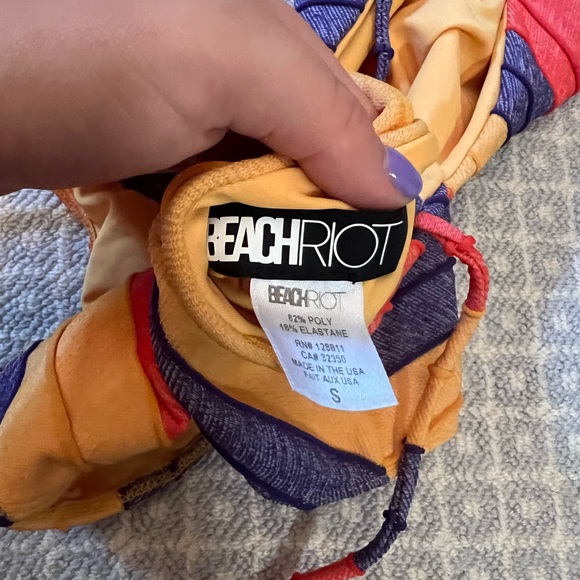 BEACHRIOT
BEACHRIOT
82% POLY
18% ELASTANE
RN# 128811
CA# 32350
MADE IN THE USA
FAIT AUX USA
S